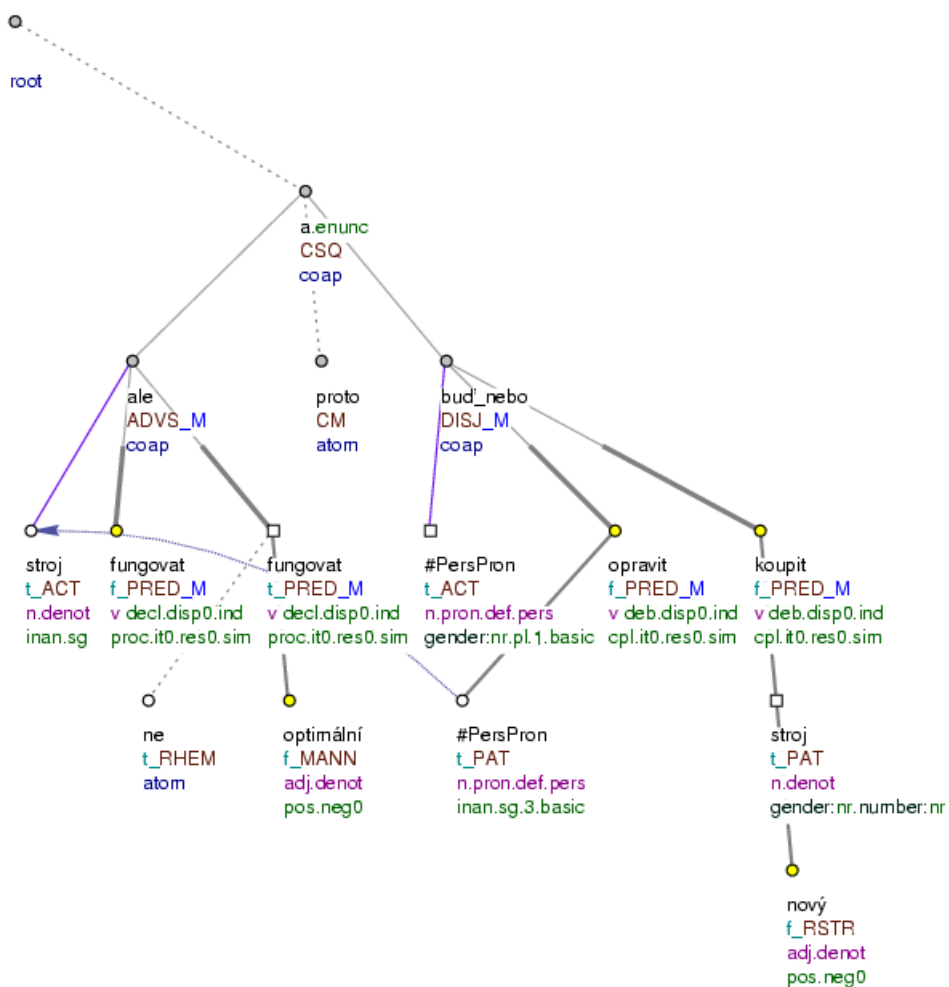 root
a.enunc
CSQ
coap
ale
ADVS_M
coap
proto
CM
atom
buď_nebo
DISJ_M
coap
stroj
t_ACT
n.denot
inan.sg
fungovat
f_PRED_M
v decl.disp0.ind
proc.it0.res0.sim
fungovat
t_PRED_M
v decl.disp0.ind
proc.it0.res0.sim
#PersPron
t_ACT
n.pron.def.pers
gender:nr.pl.1.basic
opravit
f_PRED_M
v deb.disp0.ind
cpl.it0.res0.sim
koupit
f_PRED_M
v deb.disp0.ind
cpl.it0.res0.sim
ne
t_RHEM
atom
optimální
f_MANN
adj.denot
pos.neg0
#PersPron
t_PAT
n.pron.def.pers
inan.sg.3.basic
stroj
t_PAT
n.denot
gender:nr.number:nr
nový
f_RSTR
adj.denot
pos.neg0